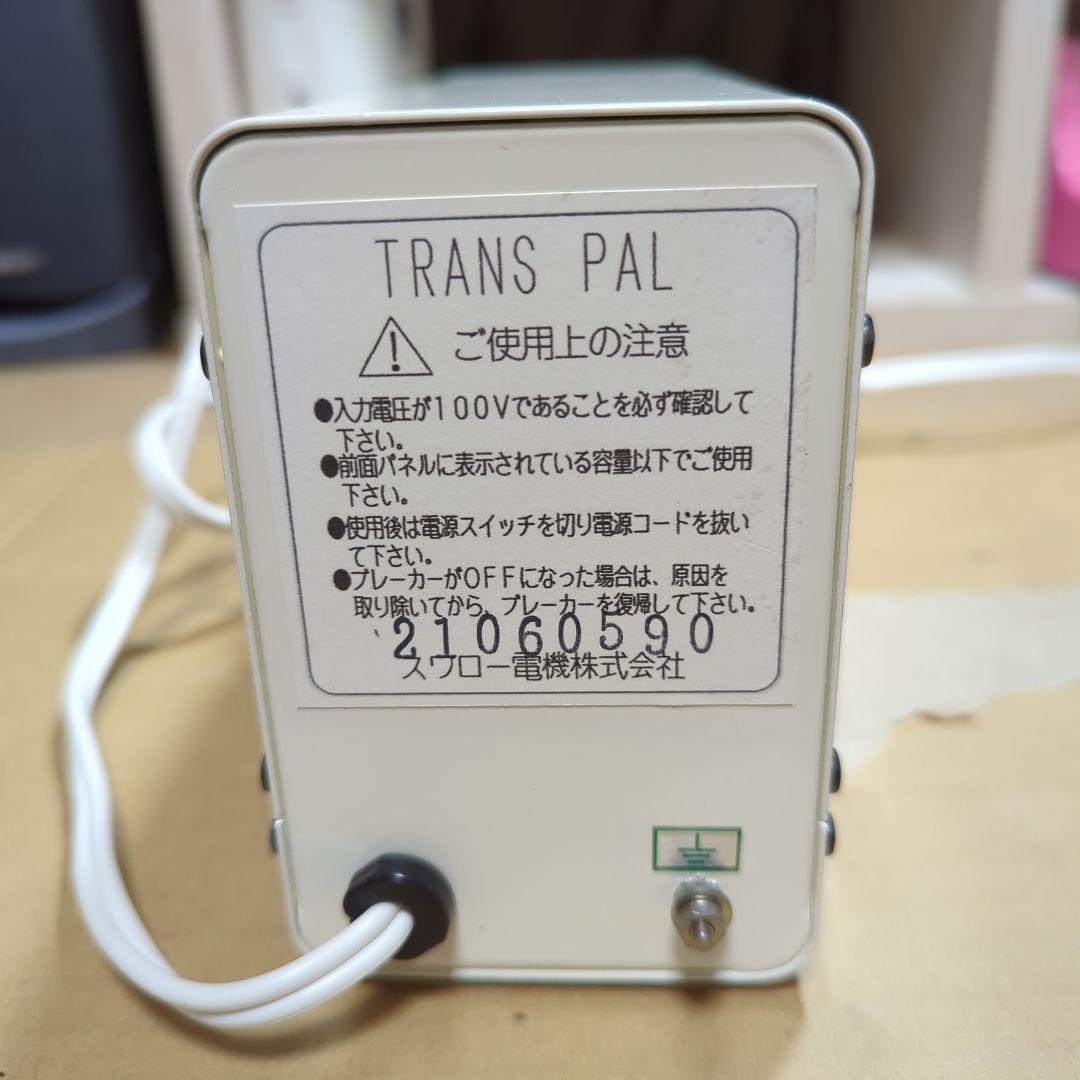 TRANS PAL
ご使用上の注意
●入力電圧が100Vであることを必ず確認して
下さい。
●前面パネルに表示されている容量以下でご使用
下さい。
●使用後は電源スイッチを切り電源コードを抜い
て下さい。
●ブレーカーがOFFになった場合は、原因を
取り除いてから、ブレーカーを復帰して下さい。
21060590
スワロー電機株式会社